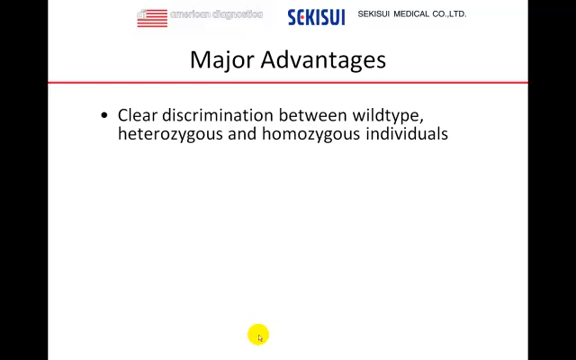 american diagnostica
SEKISUI
SEKISUI MEDICAL CO.,LTD.
Major Advantages
• Clear discrimination between wildtype,
heterozygous and homozygous individuals